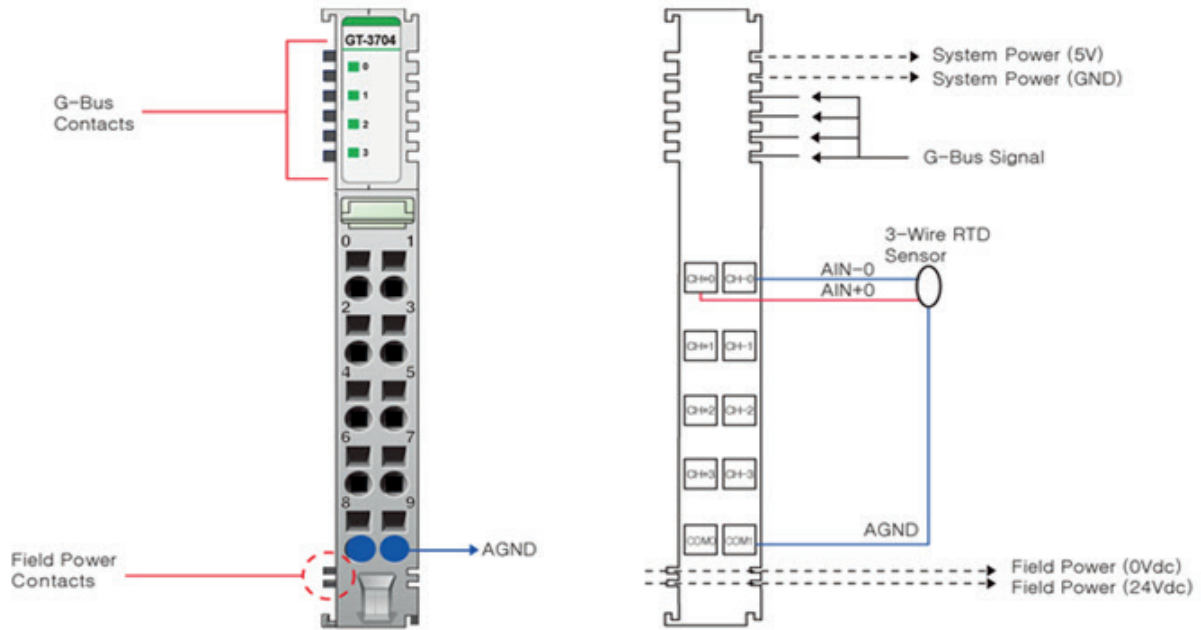 GT-3704
0
1
2
3
G-Bus
Contacts
0 1
2 3
4 5
6 7
8 9
AGND
Field Power
Contacts
System Power (5V)
System Power (GND)
G-Bus Signal
3-Wire RTD
Sensor
AIN-0
AIN+0
CH+0 CH-0
CH+1 CH-1
CH+2 CH-2
CH+3 CH-3
COM0 COM1
AGND
Field Power (0Vdc)
Field Power (24Vdc)